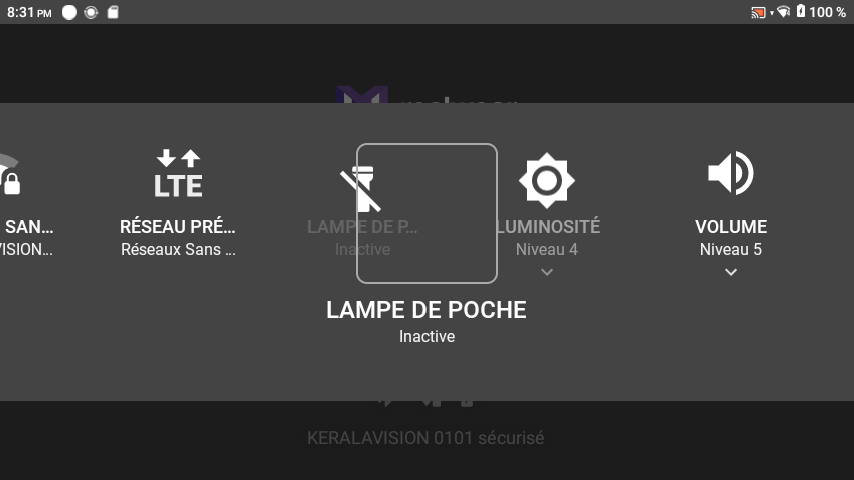 8:31 PM
100 %
SAN...
RÉSEAU PRÉ...
LAMPE DE P...
LUMINOSITÉ
VOLUME
VISION...
Réseaux Sans ...
Inactive
Niveau 4
Niveau 5
LTE
LAMPE DE POCHE
Inactive
KERALAVISION 0101 sécurisé